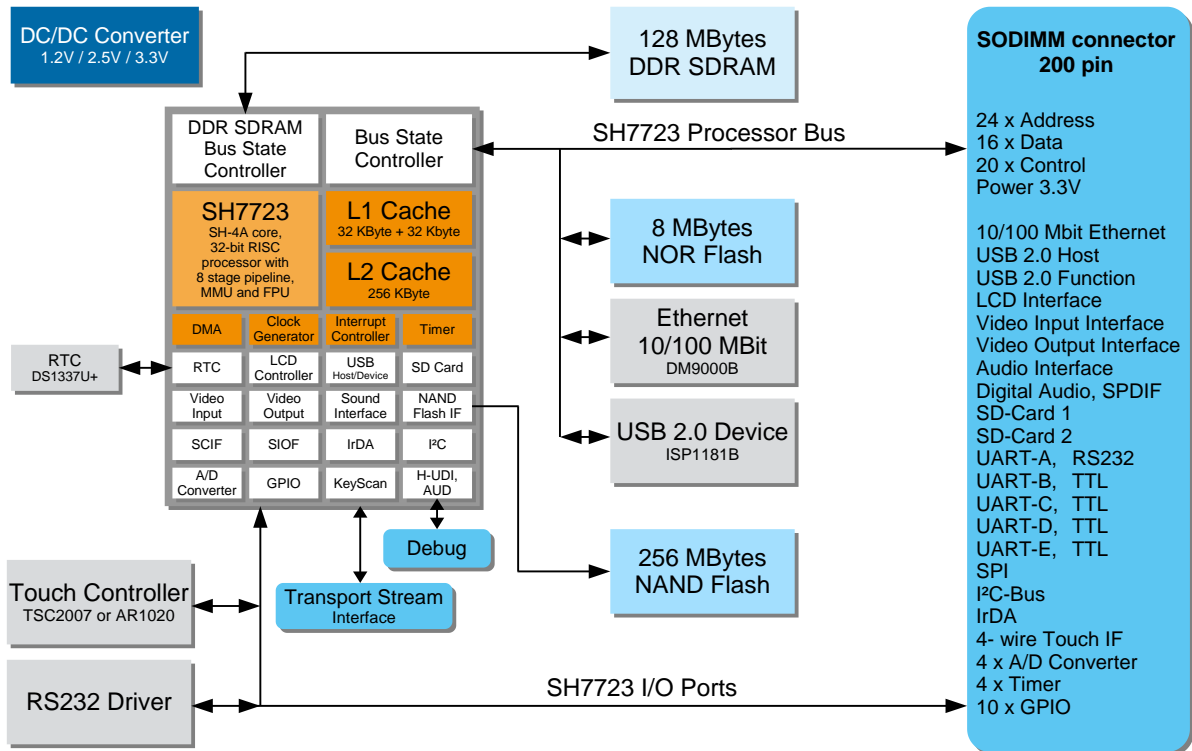 DC/DC Converter
1.2V / 2.5V / 3.3V
128 MBytes
DDR SDRAM
SODIMM connector
200 pin
24 x Address
16 x Data
20 x Control
Power 3.3V
10/100 Mbit Ethernet
USB 2.0 Host
USB 2.0 Function
LCD Interface
Video Input Interface
Video Output Interface
Audio Interface
Digital Audio, SPDIF
SD-Card 1
SD-Card 2
UART-A, RS232
UART-B, TTL
UART-C, TTL
UART-D, TTL
UART-E, TTL
SPI
I²C-Bus
IrDA
4- wire Touch IF
4 x A/D Converter
4 x Timer
10 x GPIO
DDR SDRAM
Bus State
Controller
Bus State
Controller
SH7723 Processor Bus
SH7723
SH-4A core,
32-bit RISC
processor with
8 stage pipeline,
MMU and FPU
L1 Cache
32 KByte + 32 Kbyte
L2 Cache
256 KByte
DMA
Clock
Generator
Interrupt
Controller
Timer
RTC
LCD
Controller
USB
Host/Device
SD Card
Video
Input
Video
Output
Sound
Interface
NAND
Flash IF
SCIF
SIOF
IrDA
I²C
A/D
Converter
GPIO
KeyScan
H-UDI,
AUD
RTC
DS1337U+
8 MBytes
NOR Flash
Ethernet
10/100 MBit
DM9000B
USB 2.0 Device
ISP1181B
256 MBytes
NAND Flash
Debug
Transport Stream
Interface
Touch Controller
TSC2007 or AR1020
RS232 Driver
SH7723 I/O Ports